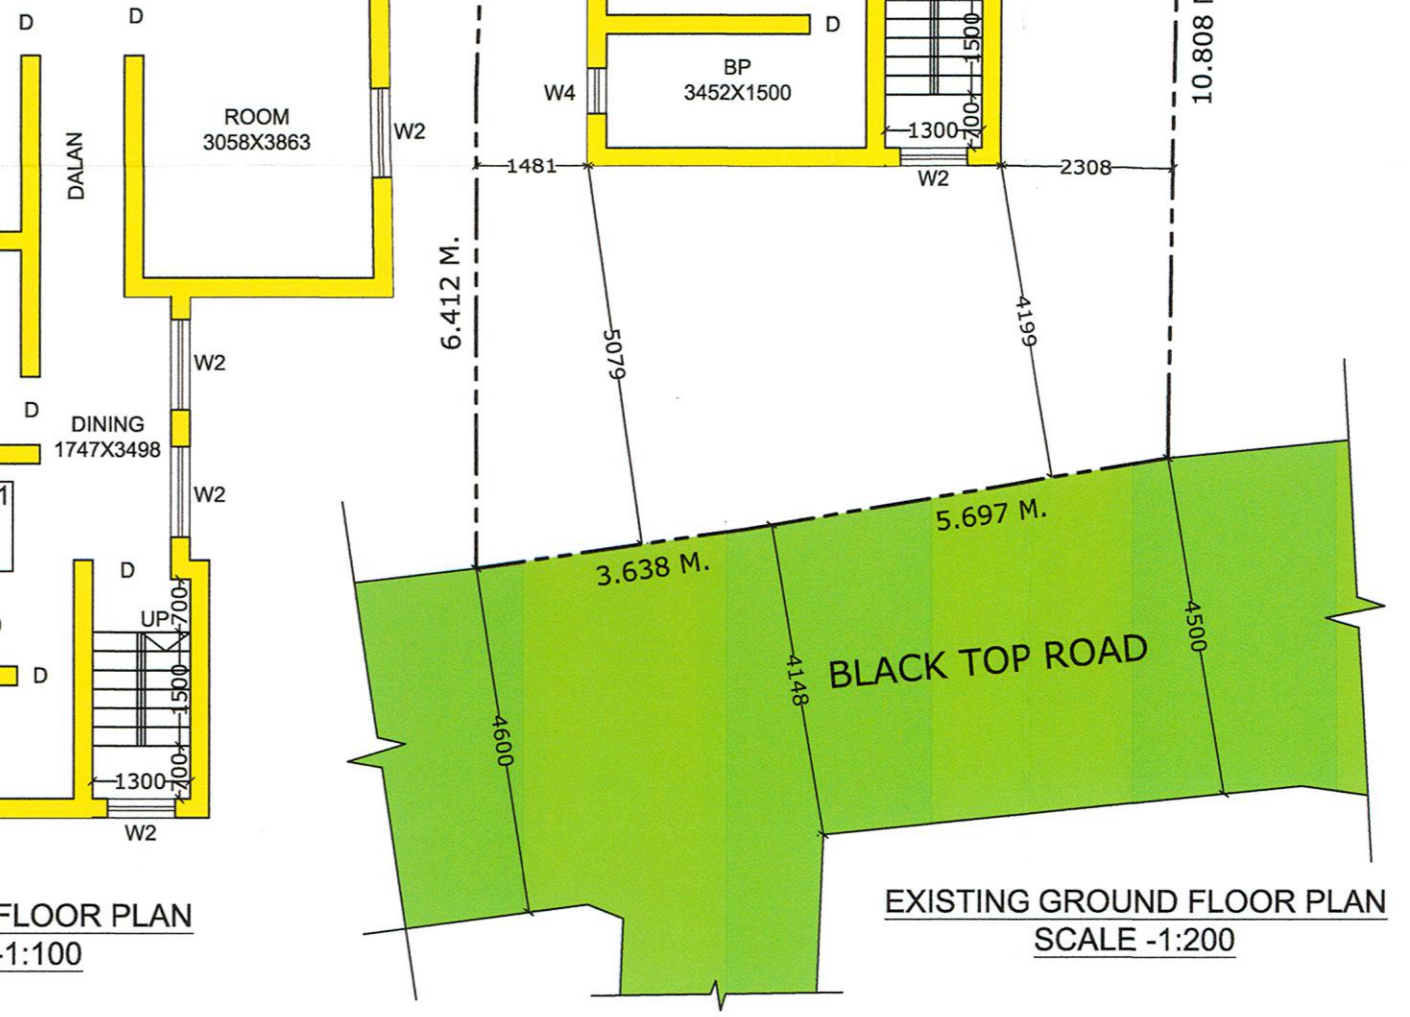 D
D
ROOM
3058X3863
W2
DALAN
W2
D
DINING
1747X3498
W2
1
D
UP
700
1500
700
1300
D
W2
FLOOR PLAN
-1:100
D
BP
3452X1500
W4
1500
700
1300
W2
1481
2308
10.808
6.412 M.
5079
4199
3.638 M.
5.697 M.
4600
4148
4500
BLACK TOP ROAD
EXISTING GROUND FLOOR PLAN
SCALE -1:200